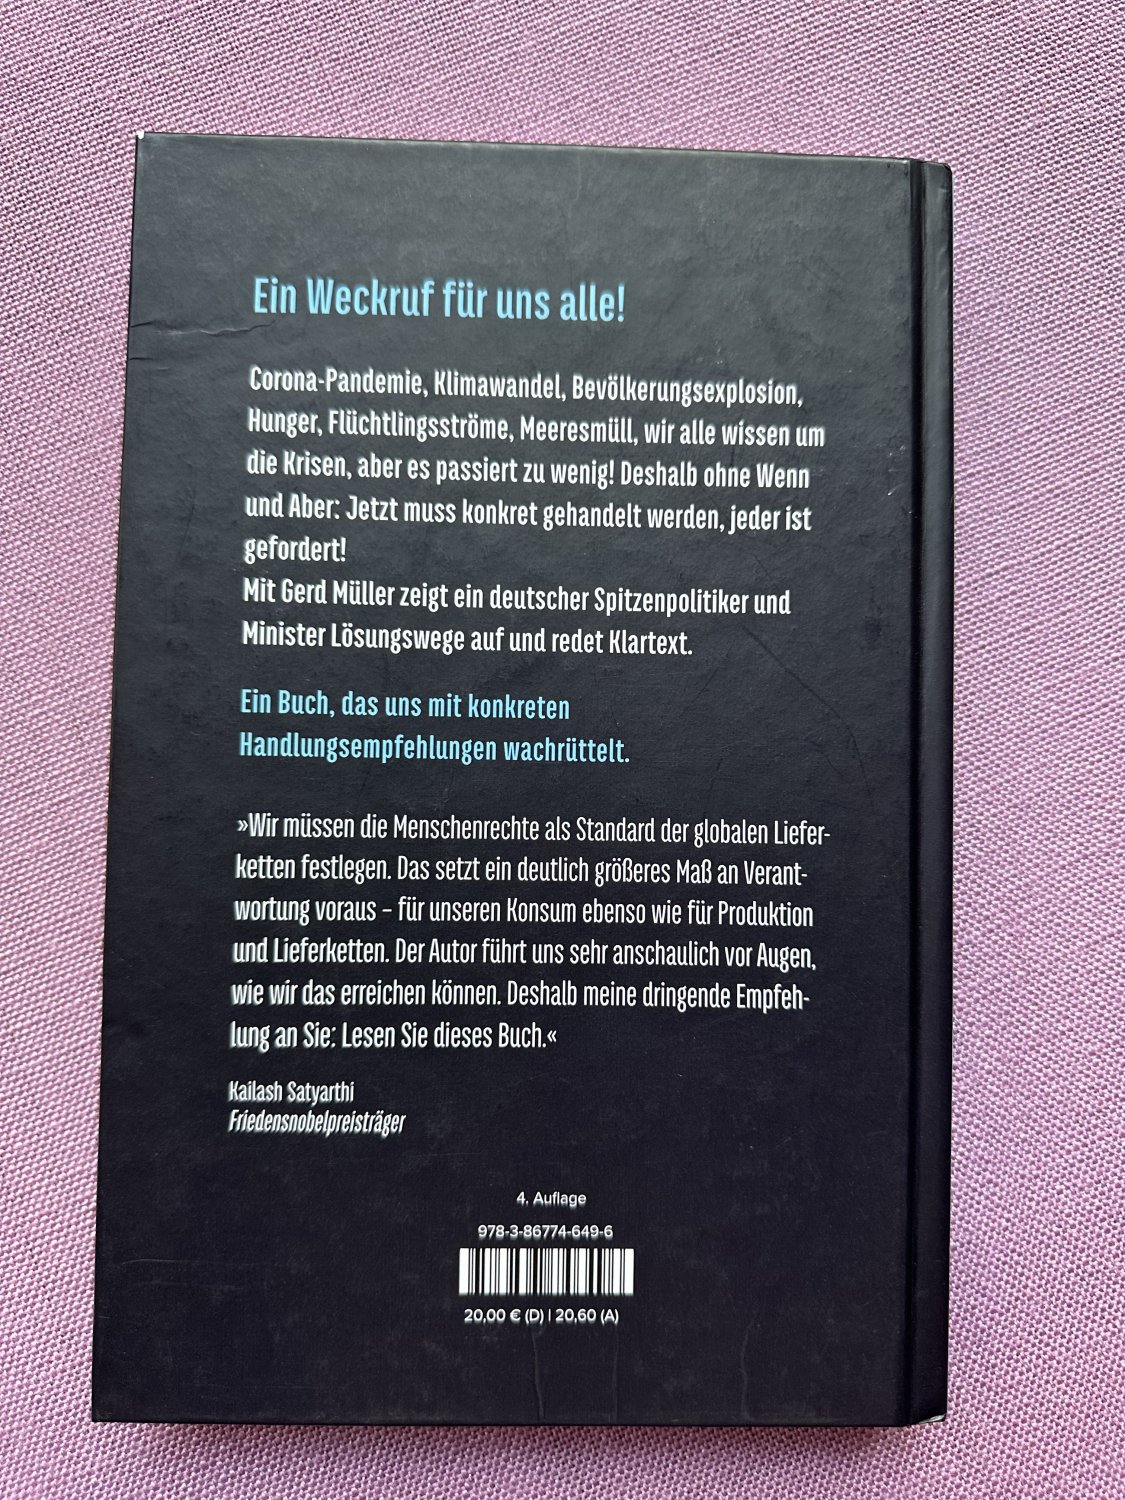 Ein Weckruf für uns alle!
Corona-Pandemie, Klimawandel, Bevölkerungsexplosion,
Hunger, Flüchtlingsströme, Meeresmüll, wir alle wissen um
die Krisen, aber es passiert zu wenig! Deshalb ohne Wenn
und Aber: Jetzt muss konkret gehandelt werden, jeder ist
gefordert!
Mit Gerd Müller zeigt ein deutscher Spitzenpolitiker und
Minister Lösungswege auf und redet Klartext.
Ein Buch, das uns mit konkreten
Handlungsempfehlungen wachrüttelt.
»Wir müssen die Menschenrechte als Standard der globalen Liefer-
ketten festlegen. Das setzt ein deutlich größeres Maß an Verant-
wortung voraus – für unseren Konsum ebenso wie für Produktion
und Lieferketten. Der Autor führt uns sehr anschaulich vor Augen,
wie wir das erreichen können. Deshalb meine dringende Empfeh-
lung an Sie: Lesen Sie dieses Buch.«
Kailash Satyarthi
Friedensnobelpreisträger
4. Auflage
978-3-86774-649-6
20,00 € (D) | 20,60 (A)